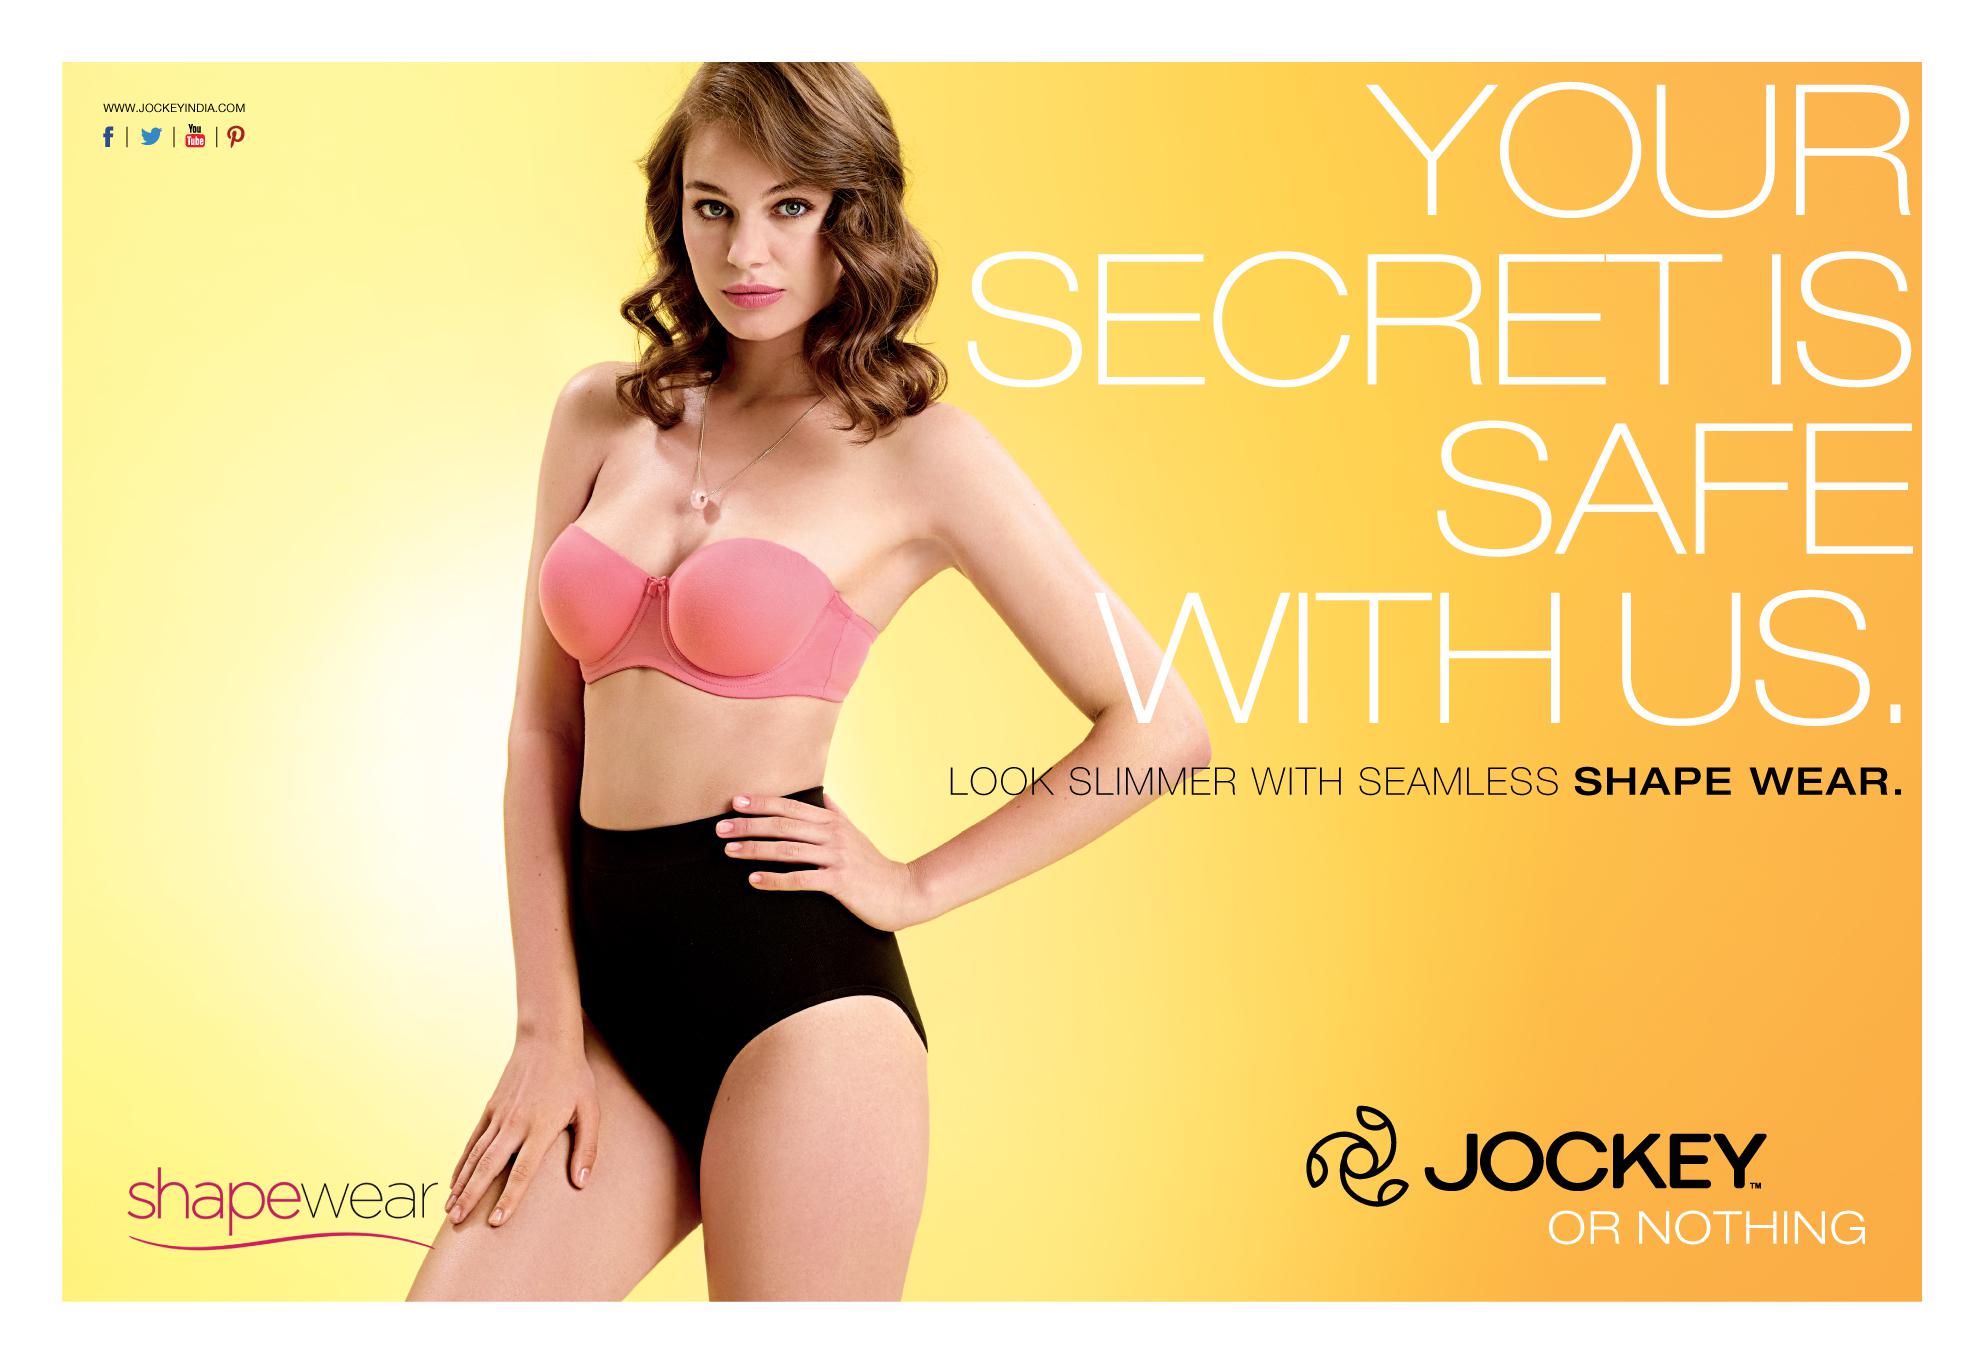 WWW.JOCKEYINDIA.COM
f | | You Tube |
YOUR
SECRET IS
SAFE
WITH US.
LOOK SLIMMER WITH SEAMLESS SHAPE WEAR.
shapewear
JOCKEY™
OR NOTHING